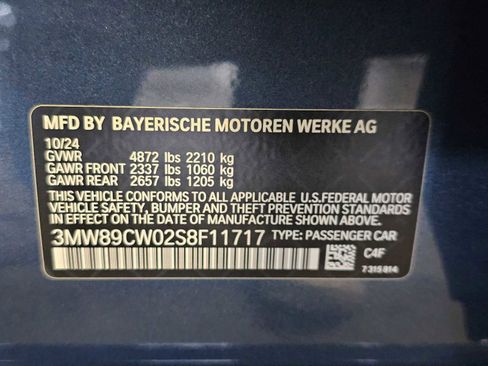 MFD BY BAYERISCHE MOTOREN WERKE AG
10/24
GVWR 4872 lbs 2210 kg
GAWR FRONT 2337 lbs 1060 kg
GAWR REAR 2657 lbs 1205 kg
THIS VEHICLE CONFORMS TO ALL APPLICABLE U.S.FEDERAL MOTOR
VEHICLE SAFETY, BUMPER AND THEFT PREVENTION STANDARDS
IN EFFECT ON THE DATE OF MANUFACTURE SHOWN ABOVE.
3MW89CW02S8F11717 TYPE: PASSENGER CAR
C4F
7315814